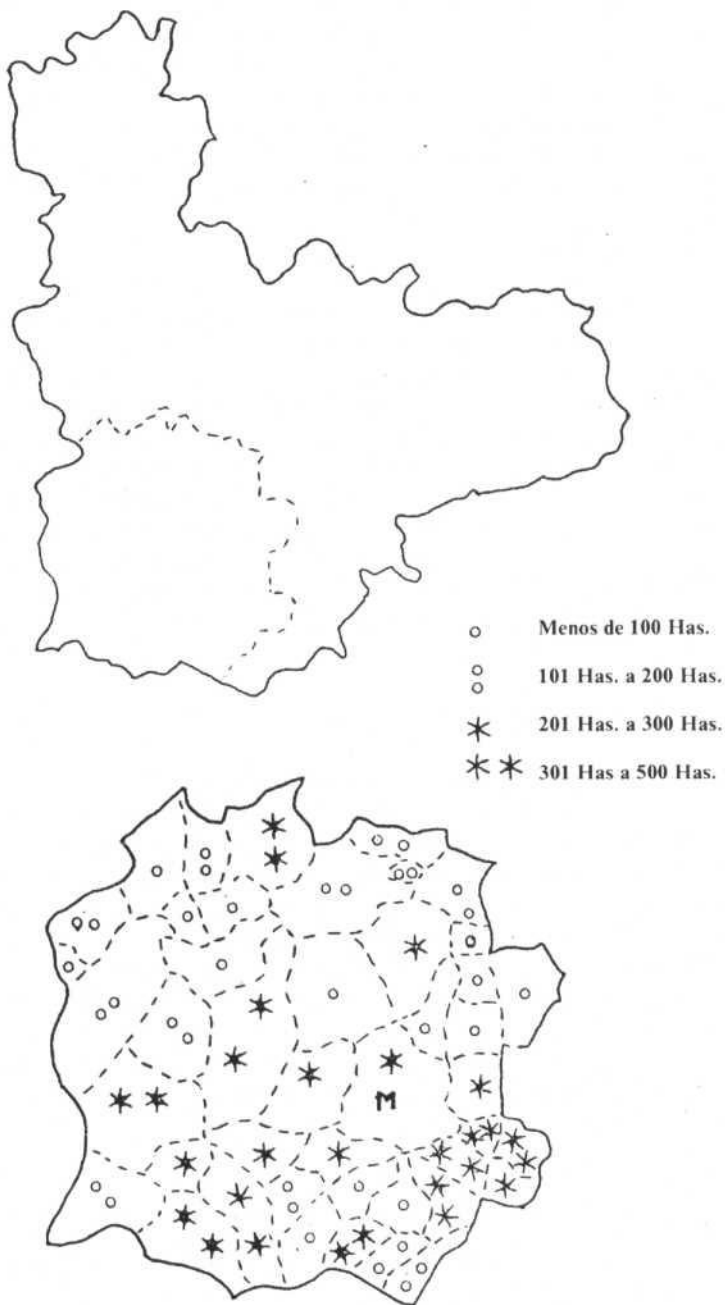 Menos de 100 Has.
101 Has. a 200 Has.
201 Has. a 300 Has.
301 Has a 500 Has.
M